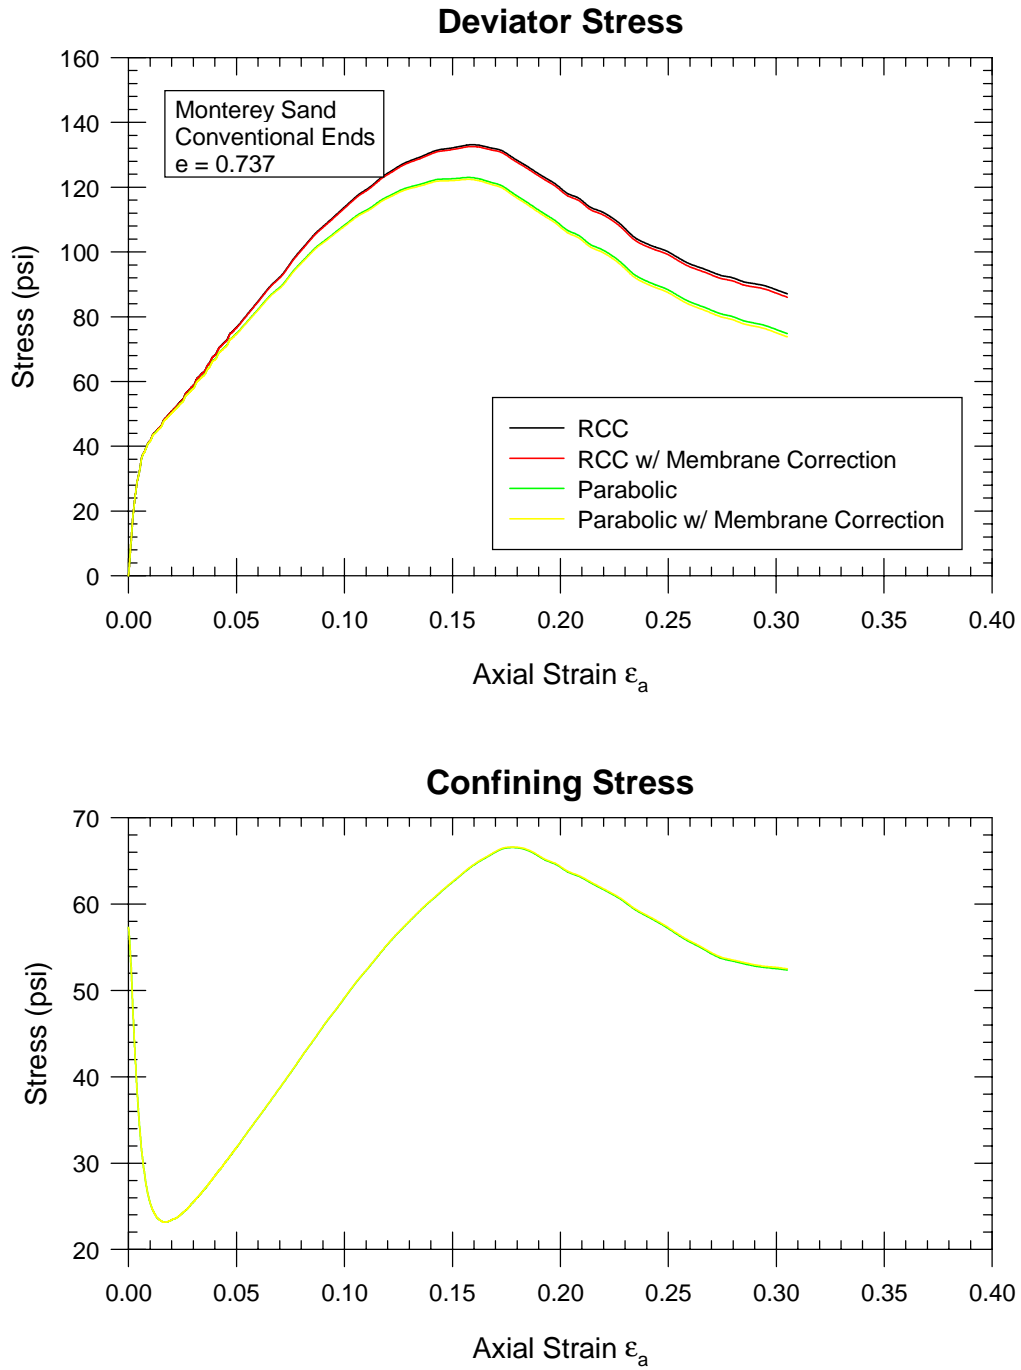 Deviator Stress
160
140
120
100
80
60
40
20
0
Stress (psi)
Monterey Sand
Conventional Ends
e = 0.737
RCC
RCC w/ Membrane Correction
Parabolic
Parabolic w/ Membrane Correction
0.00 0.05 0.10 0.15 0.20 0.25 0.30 0.35 0.40
Axial Strain εa
Confining Stress
70
60
50
40
30
20
Stress (psi)
0.00 0.05 0.10 0.15 0.20 0.25 0.30 0.35 0.40
Axial Strain εa